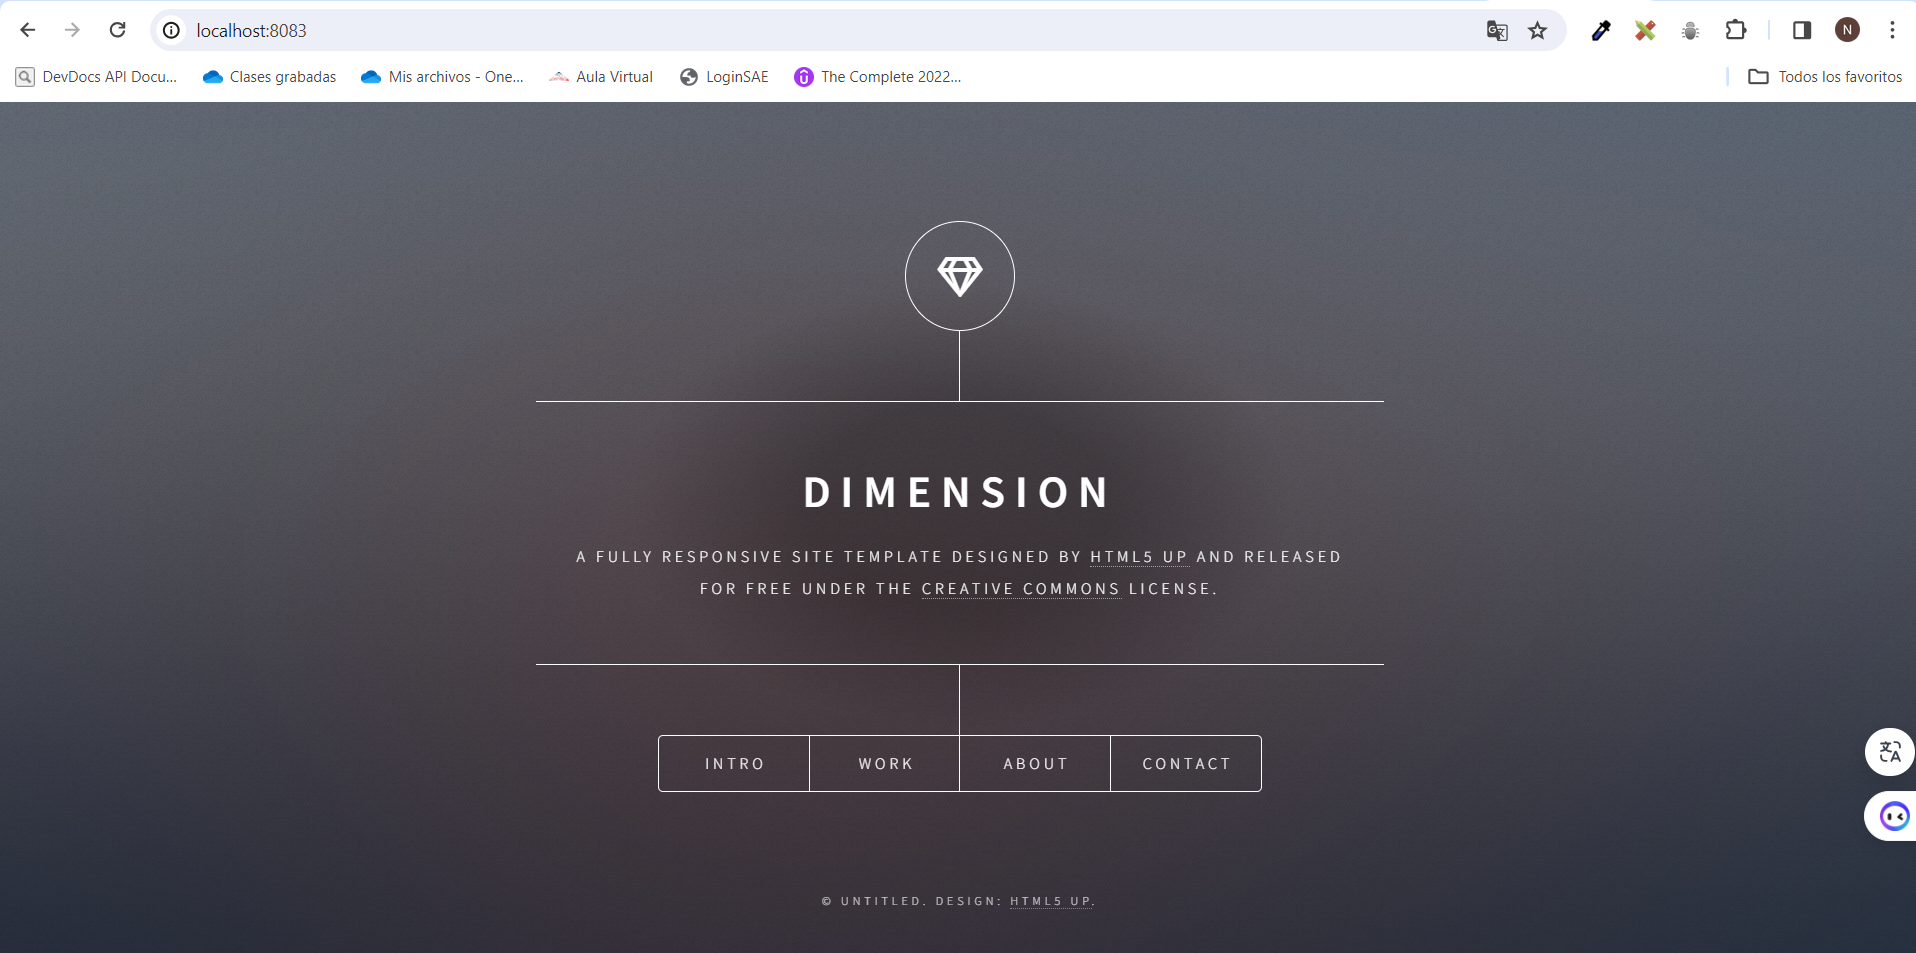 localhost:8083
N
DevDocs API Docu...
Clases grabadas
Mis archivos - One...
Aula Virtual
LoginSAE
The Complete 2022...
Todos los favoritos
DIMENSION
A FULLY RESPONSIVE SITE TEMPLATE DESIGNED BY HTML5 UP AND RELEASED
FOR FREE UNDER THE CREATIVE COMMONS LICENSE.
INTRO
WORK
ABOUT
CONTACT
© UNTITLED. DESIGN: HTML5 UP.